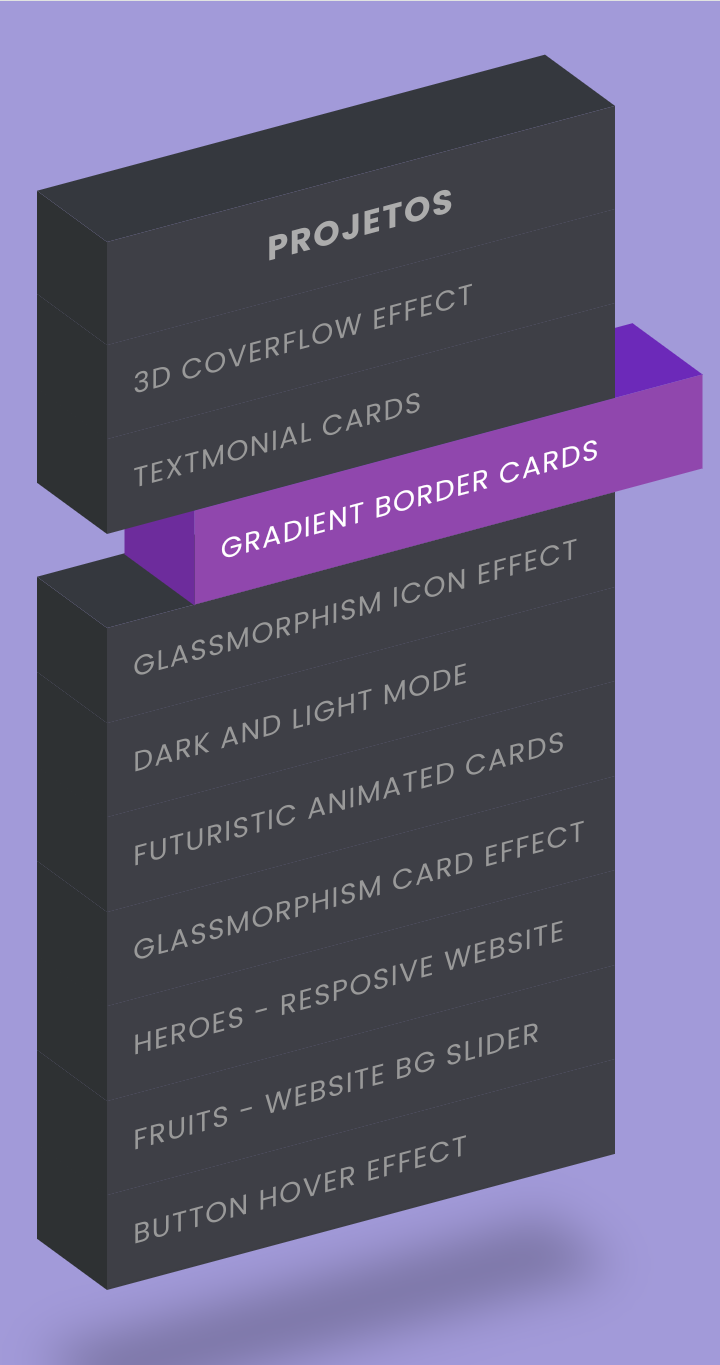 PROJETOS
3D COVERFLOW EFFECT
TEXTMONIAL CARDS
GRADIENT BORDER CARDS
GLASSMORPHISM ICON EFFECT
DARK AND LIGHT MODE
FUTURISTIC ANIMATED CARDS
GLASSMORPHISM CARD EFFECT
HEROES - RESPOSIVE WEBSITE
FRUITS - WEBSITE BG SLIDER
BUTTON HOVER EFFECT